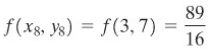 f(x₈, y₈) = f(3, 7) = 89/16